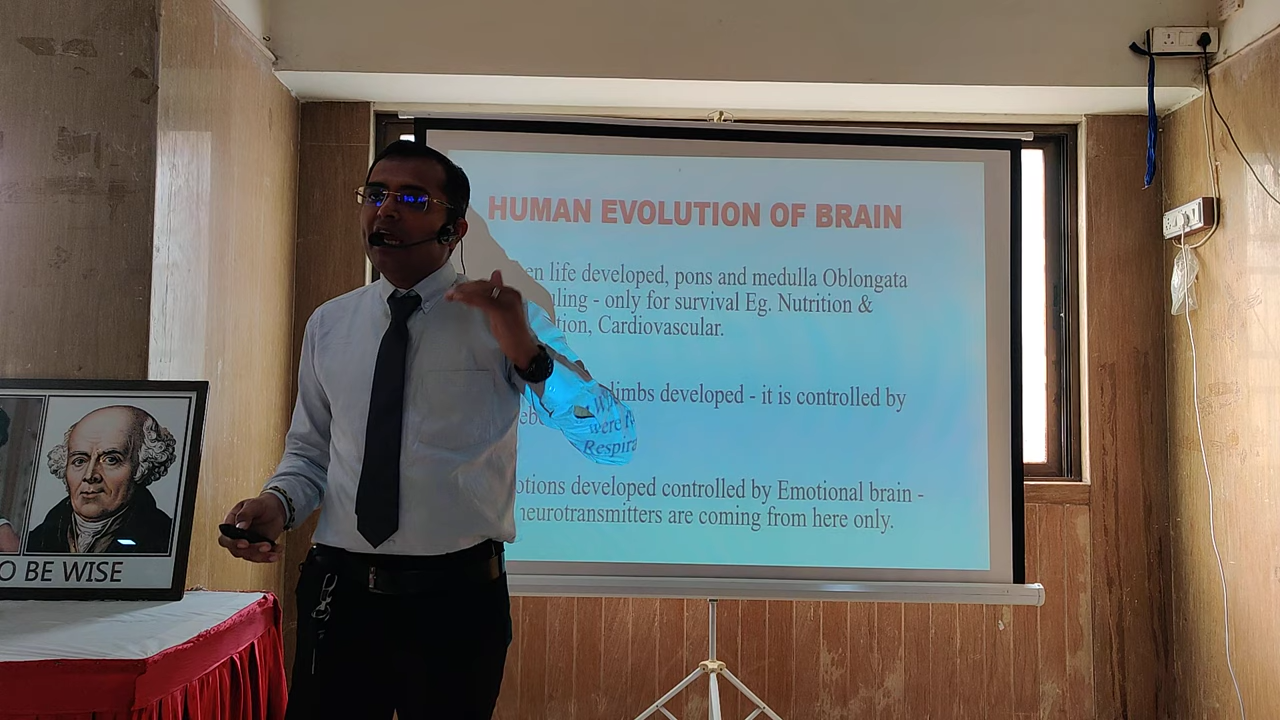 HUMAN EVOLUTION OF BRAIN
en life developed, pons and medulla Oblongata
uling - only for survival Eg. Nutrition &
tion, Cardiovascular.
limbs developed - it is controlled by
were
Respira
otions developed controlled by Emotional brain -
neurotransmitters are coming from here only.
O BE WISE